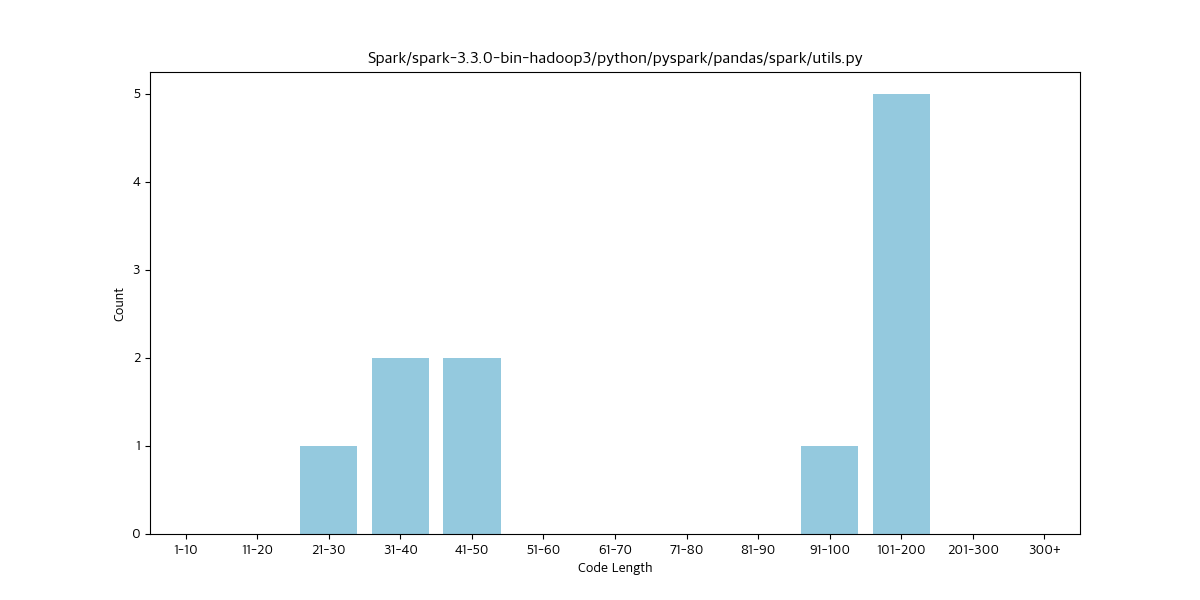 Spark/spark-3.3.0-bin-hadoop3/python/pyspark/pandas/spark/utils.py
5
4
3
2
1
0
Count
1-10 11-20 21-30 31-40 41-50 51-60 61-70 71-80 81-90 91-100 101-200 201-300 300+
Code Length